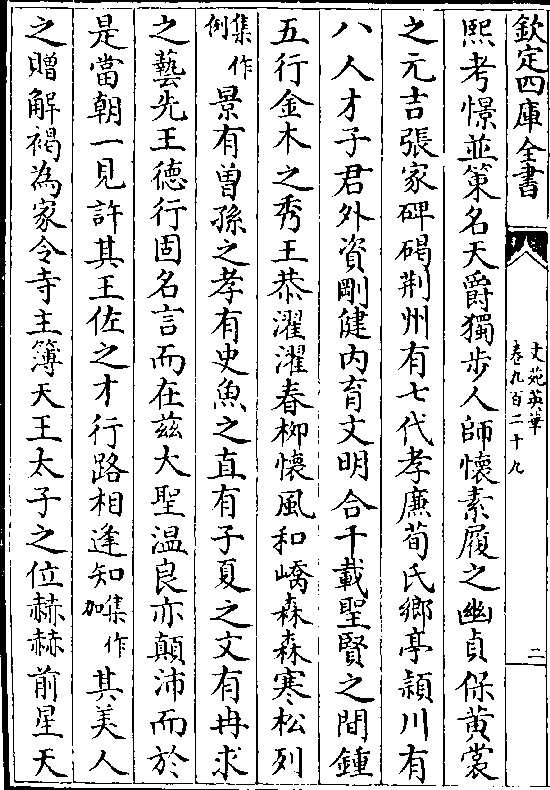 欽定四庫全書
文苑英華
卷九百二十九
二
熙考憬並策名天爵獨步人師懷素履之幽貞保黃裳
之元吉張家碑碣荆州有七代孝廉荀氏鄉亭潁川有
八人才子君外資剛健内育文明合千載聖賢之間鍾
五行金木之秀王恭濯濯春柳懷風和嶠森森寒松列
集作例景有曽孫之孝有史魚之直有子夏之文有冉求
之藝先王德行固名言而在兹大聖温良亦顛沛而於
是當朝一見許其王佐之才行路相逢知集作加其美人
之贈解褐為家令寺主簿天王太子之位赫赫前星天